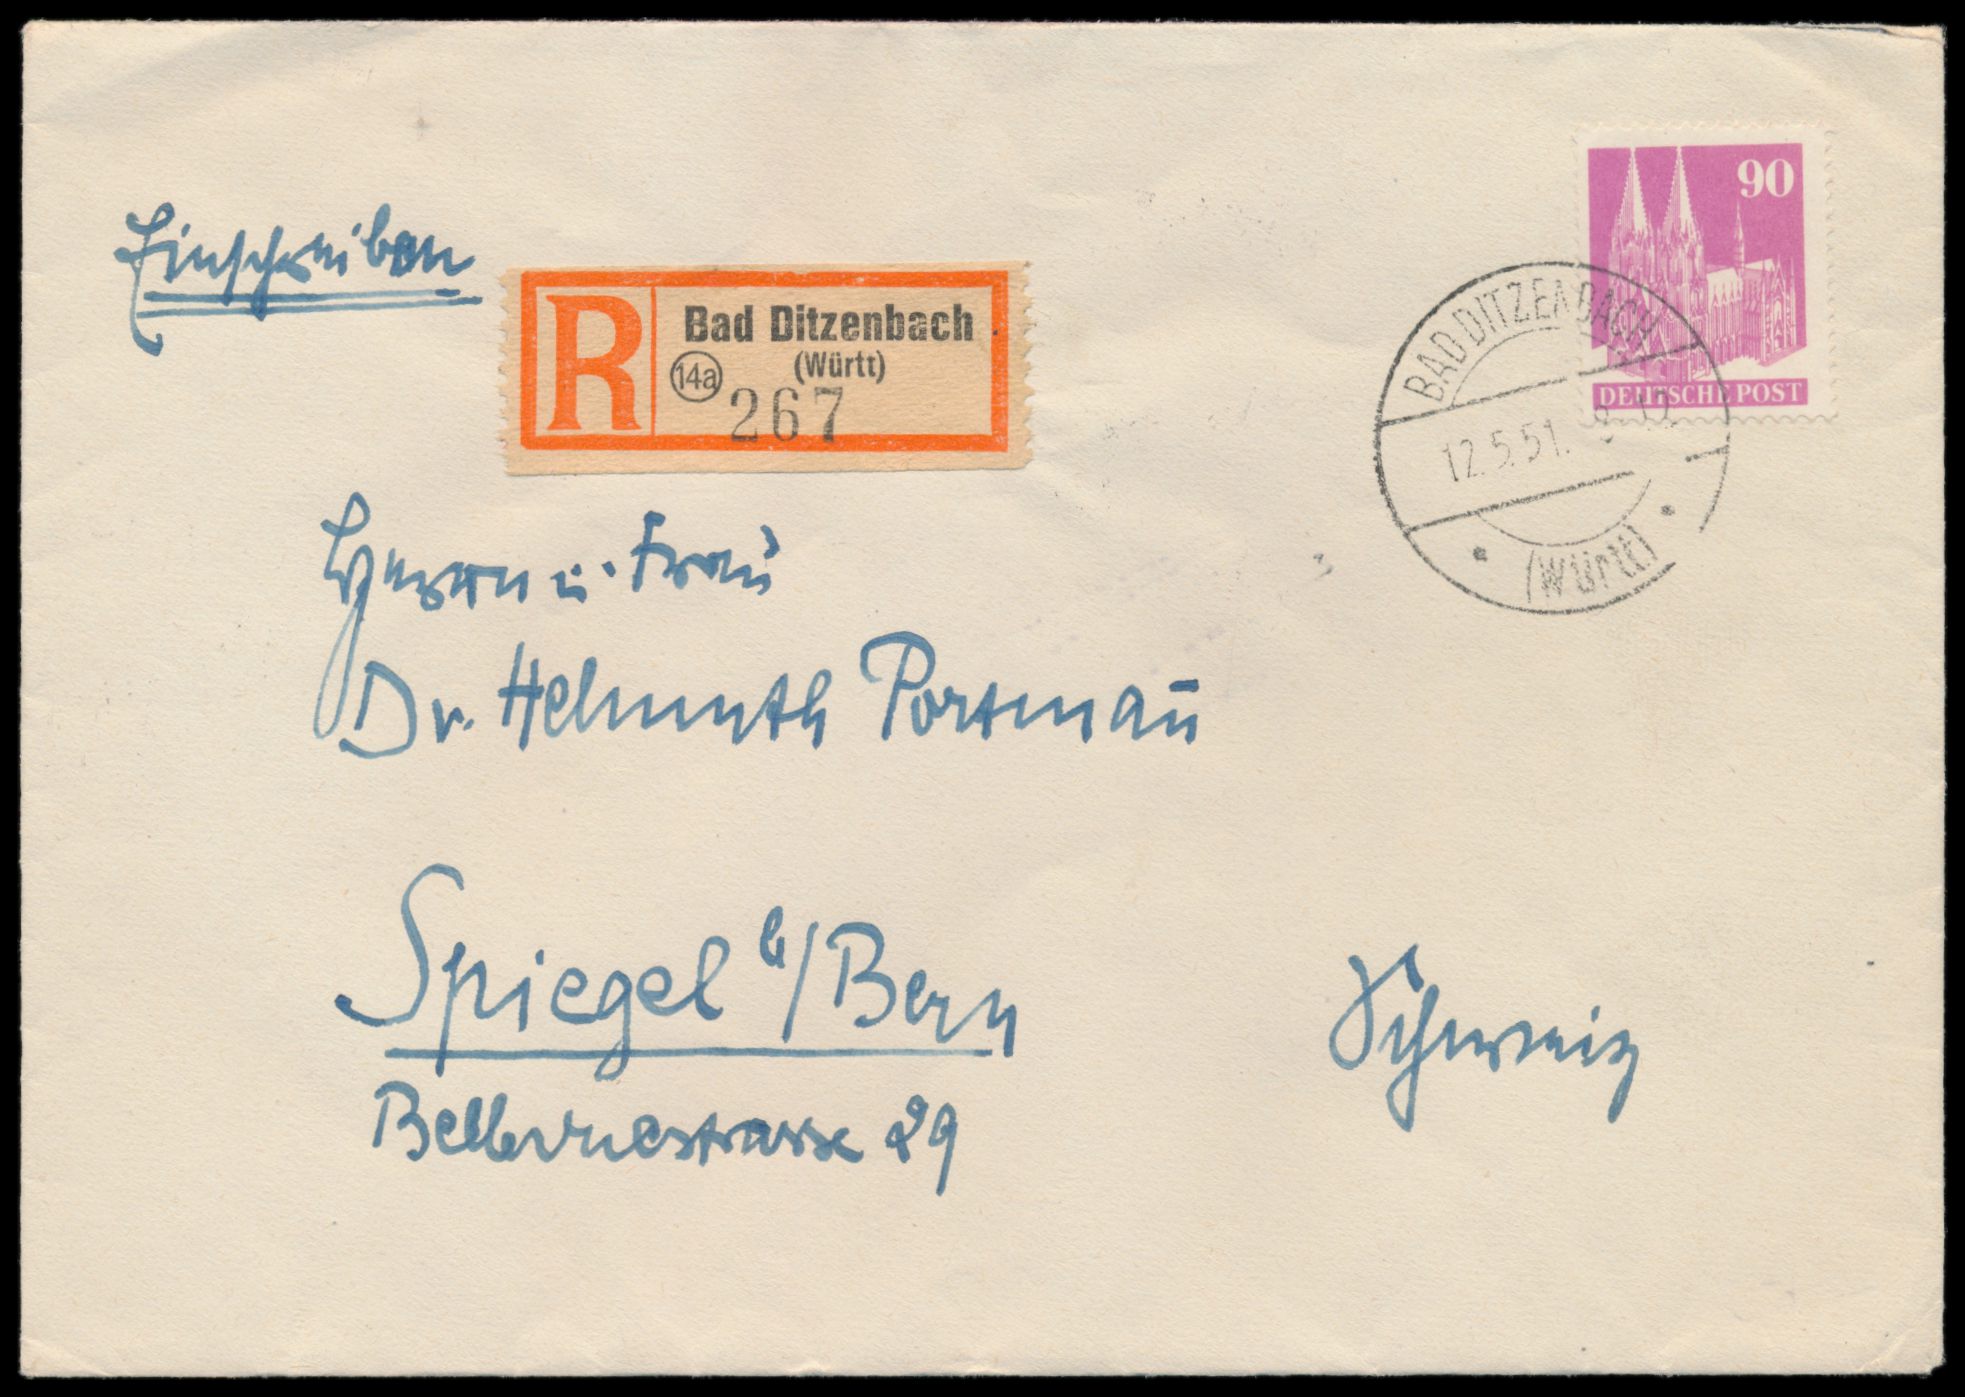 Einschreiben
R
Bad Ditzenbach
(Württ)
14a
267
90
DEUTSCHE POST
BAD DITZENBACH
12.5.51.
(Württ)
Herrn u. Frau
Dr. Helmuth Portmañ
Spiegel b/Bern
Schweiz
Bellevuestrasse 29